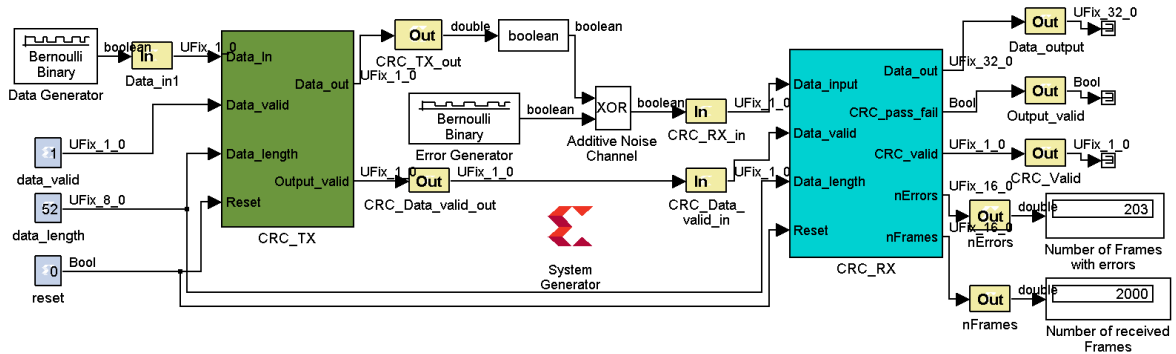 Bernoulli
Binary
Data Generator
boolean
In
Data_in1
UFix_1_0
1
data_valid
UFix_1_0
52
data_length
UFix_8_0
0
reset
Bool
Data_In
Data_valid
Data_length
Reset
Data_out
Output_valid
CRC_TX
UFix_1_0
Out
CRC_TX_out
double
boolean
boolean
Bernoulli
Binary
Error Generator
boolean
XOR
Additive Noise
Channel
boolean
In
CRC_RX_in
UFix_1_0
UFix_1_0
Out
CRC_Data_valid_out
UFix_1_0
In
CRC_Data_
valid_in
UFix_1_0
System
Generator
Data_input
Data_valid
Data_length
Reset
Data_out
CRC_pass_fail
CRC_valid
nErrors
nFrames
CRC_RX
UFix_32_0
Out
Data_output
UFix_32_0
Bool
Out
Output_valid
Bool
UFix_1_0
Out
CRC_Valid
UFix_1_0
UFix_16_0
Out
nErrors
double
203
Number of Frames
with errors
UFix_16_0
Out
nFrames
double
2000
Number of received
Frames